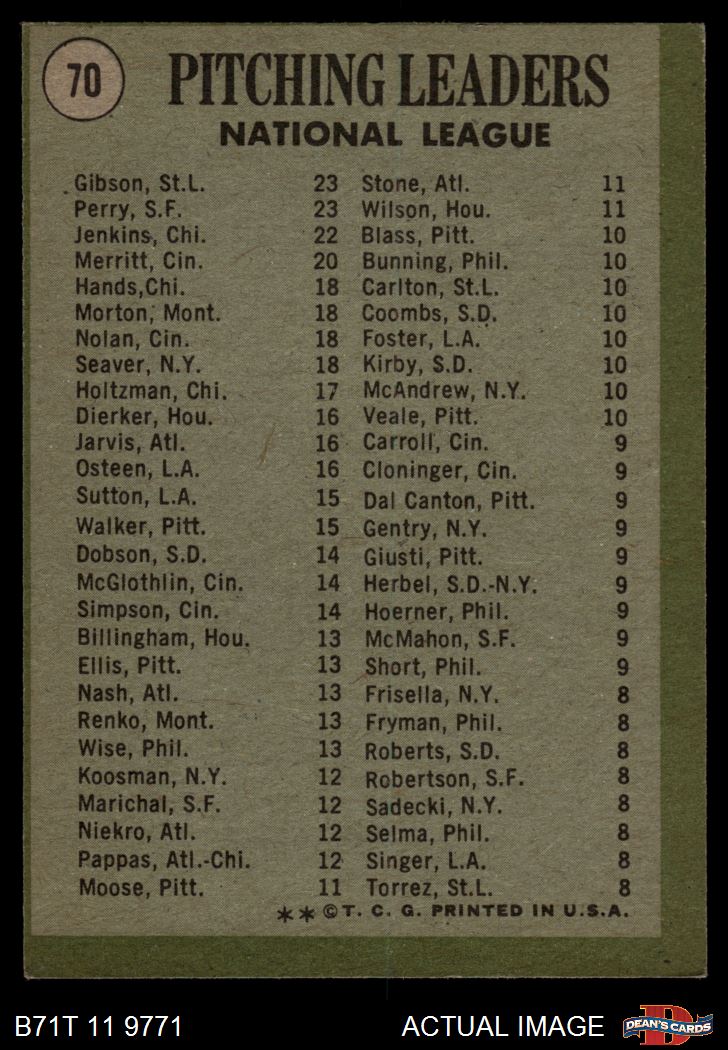 70
PITCHING LEADERS
NATIONAL LEAGUE
Gibson, St.L. 23 Stone, Atl. 11
Perry, S.F. 23 Wilson, Hou. 11
Jenkins, Chi. 22 Blass, Pitt. 10
Merritt, Cin. 20 Bunning, Phil. 10
Hands,Chi. 18 Carlton, St.L. 10
Morton, Mont. 18 Coombs, S.D. 10
Nolan, Cin. 18 Foster, L.A. 10
Seaver, N.Y. 18 Kirby, S.D. 10
Holtzman, Chi. 17 McAndrew, N.Y. 10
Dierker, Hou. 16 Veale, Pitt. 10
Jarvis, Atl. 16 Carroll, Cin. 9
Osteen, L.A. 16 Cloninger, Cin. 9
Sutton, L.A. 15 Dal Canton, Pitt. 9
Walker, Pitt. 15 Gentry, N.Y. 9
Dobson, S.D. 14 Giusti, Pitt. 9
McGlothlin, Cin. 14 Herbel, S.D.-N.Y. 9
Simpson, Cin. 14 Hoerner, Phil. 9
Billingham, Hou. 13 McMahon, S.F. 9
Ellis, Pitt. 13 Short, Phil. 9
Nash, Atl. 13 Frisella, N.Y. 8
Renko, Mont. 13 Fryman, Phil. 8
Wise, Phil. 13 Roberts, S.D. 8
Koosman, N.Y. 12 Robertson, S.F. 8
Marichal, S.F. 12 Sadecki, N.Y. 8
Niekro, Atl. 12 Selma, Phil. 8
Pappas, Atl.-Chi. 12 Singer, L.A. 8
Moose, Pitt. 11 Torrez, St.L. 8
**©T. C. G. PRINTED IN U.S.A.
B71T 11 9771 ACTUAL IMAGE D DEAN'S CARDS